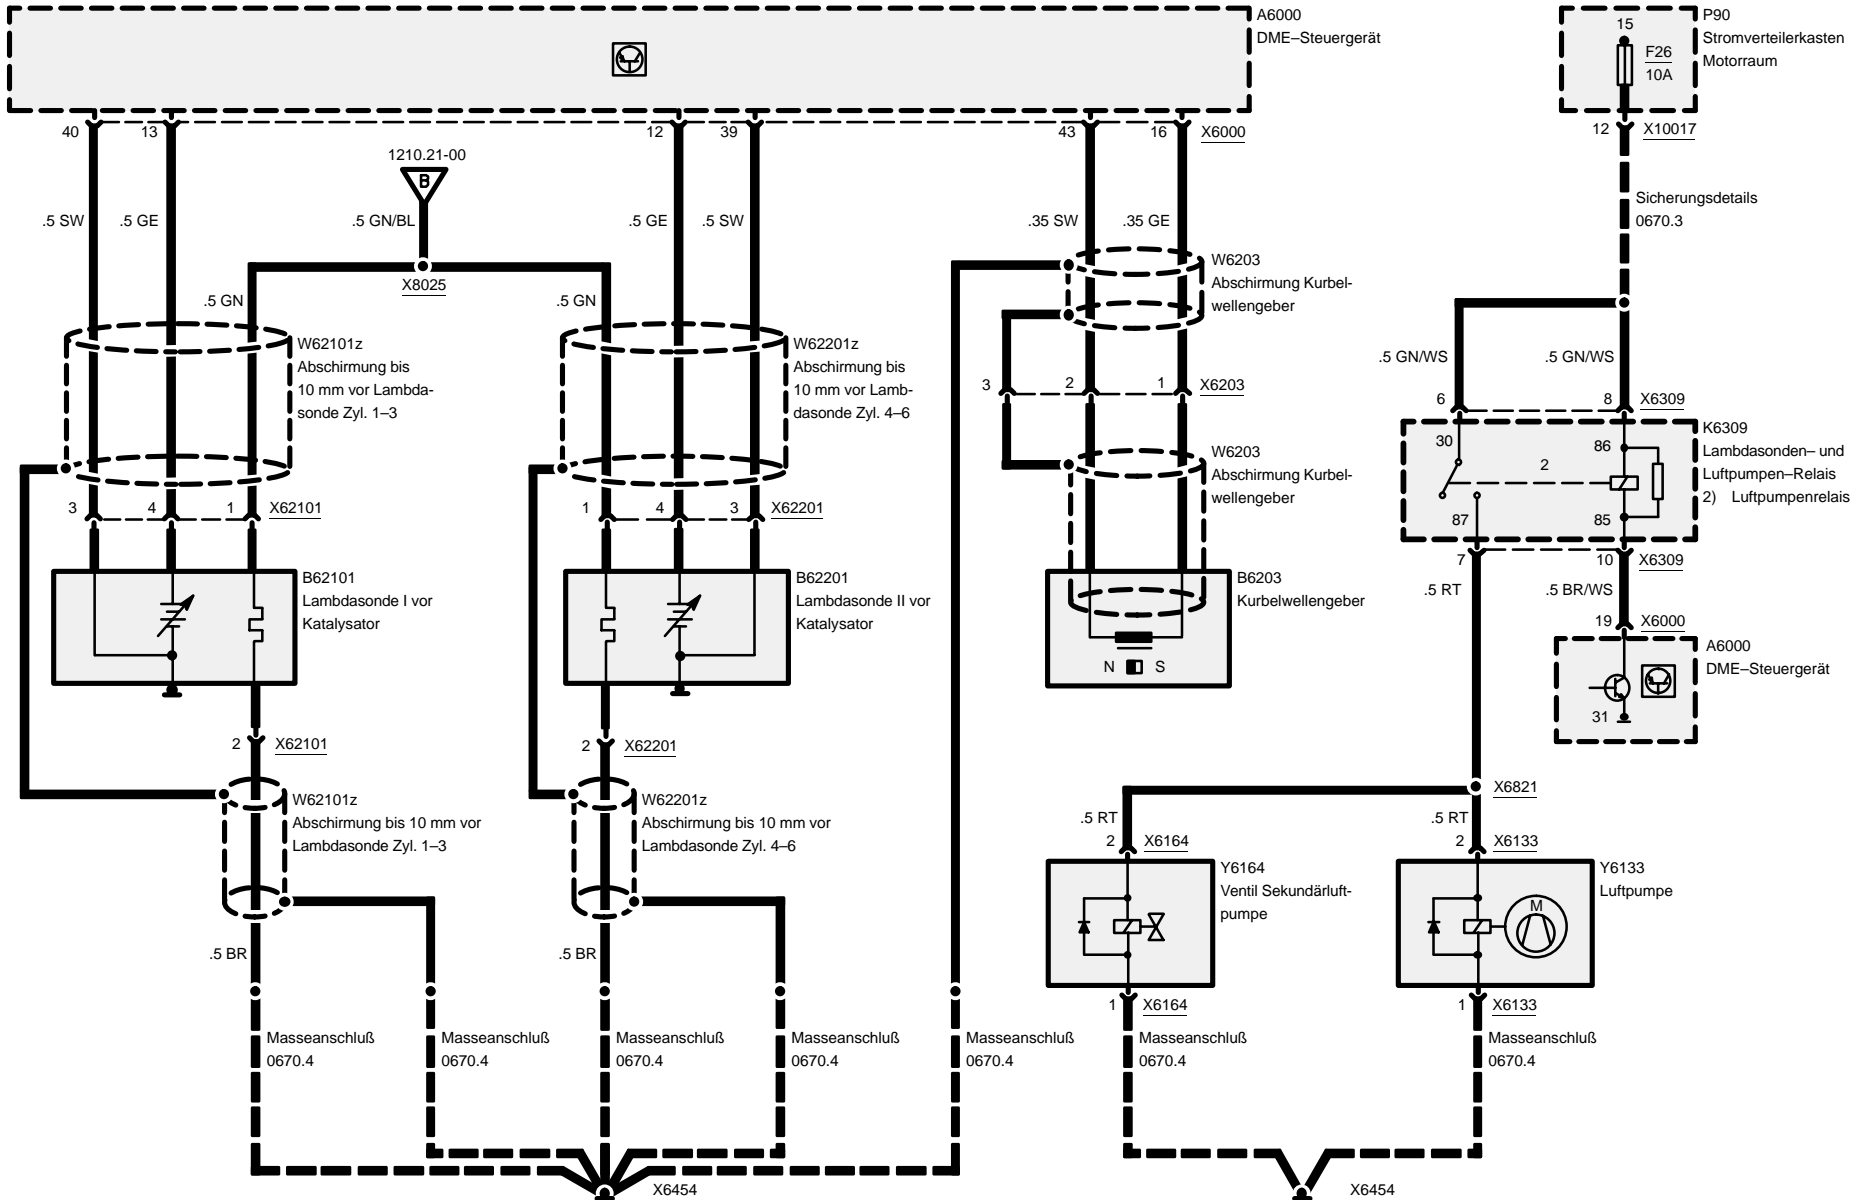 A6000
DME–Steuergerät
P90
Stromverteilerkasten
Motorraum
15
F26
10A
40
13
12
39
43
16
X6000
12
X10017
1210.21-00
B
.5 SW
.5 GE
.5 GN/BL
.5 GE
.5 SW
.35 SW
.35 GE
Sicherungsdetails
0670.3
X8025
.5 GN
.5 GN
W6203
Abschirmung Kurbel-
wellengeber
W62101z
Abschirmung bis
10 mm vor Lambda-
sonde Zyl. 1–3
W62201z
Abschirmung bis
10 mm vor Lamb-
dasonde Zyl. 4–6
.5 GN/WS
.5 GN/WS
3
2
1
X6203
6
8
X6309
K6309
Lambdasonden– und
Luftpumpen–Relais
2) Luftpumpenrelais
30
86
2
87
85
W6203
Abschirmung Kurbel-
wellengeber
3
4
1
X62101
1
4
3
X62201
7
10
X6309
B62101
Lambdasonde I vor
Katalysator
B62201
Lambdasonde II vor
Katalysator
B6203
Kurbelwellengeber
N
S
.5 RT
.5 BR/WS
19
X6000
A6000
DME–Steuergerät
31
2
X62101
2
X62201
X6821
W62101z
Abschirmung bis 10 mm vor
Lambdasonde Zyl. 1–3
W62201z
Abschirmung bis 10 mm vor
Lambdasonde Zyl. 4–6
.5 RT
.5 RT
2
X6164
2
X6133
Y6164
Ventil Sekundärluft-
pumpe
Y6133
Luftpumpe
M
.5 BR
.5 BR
1
X6164
1
X6133
Masseanschluß
0670.4
Masseanschluß
0670.4
Masseanschluß
0670.4
Masseanschluß
0670.4
Masseanschluß
0670.4
Masseanschluß
0670.4
Masseanschluß
0670.4
X6454
X6454